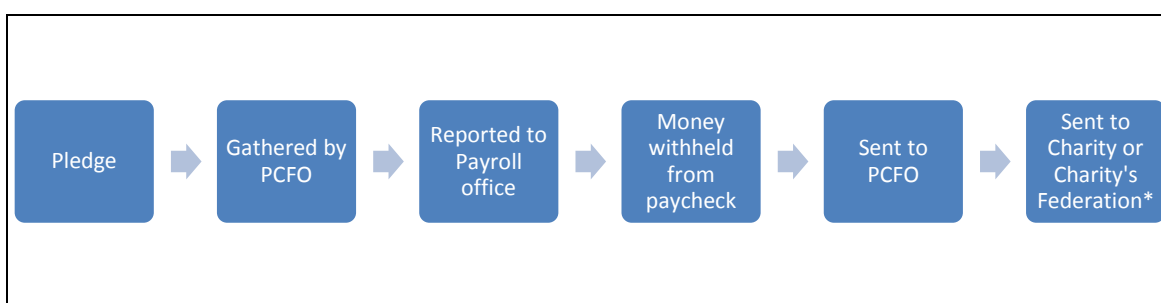 Pledge
Gathered by
PCFO
Reported to
Payroll
office
Money
withheld
from
paycheck
Sent to
PCFO
Sent to
Charity or
Charity's
Federation*